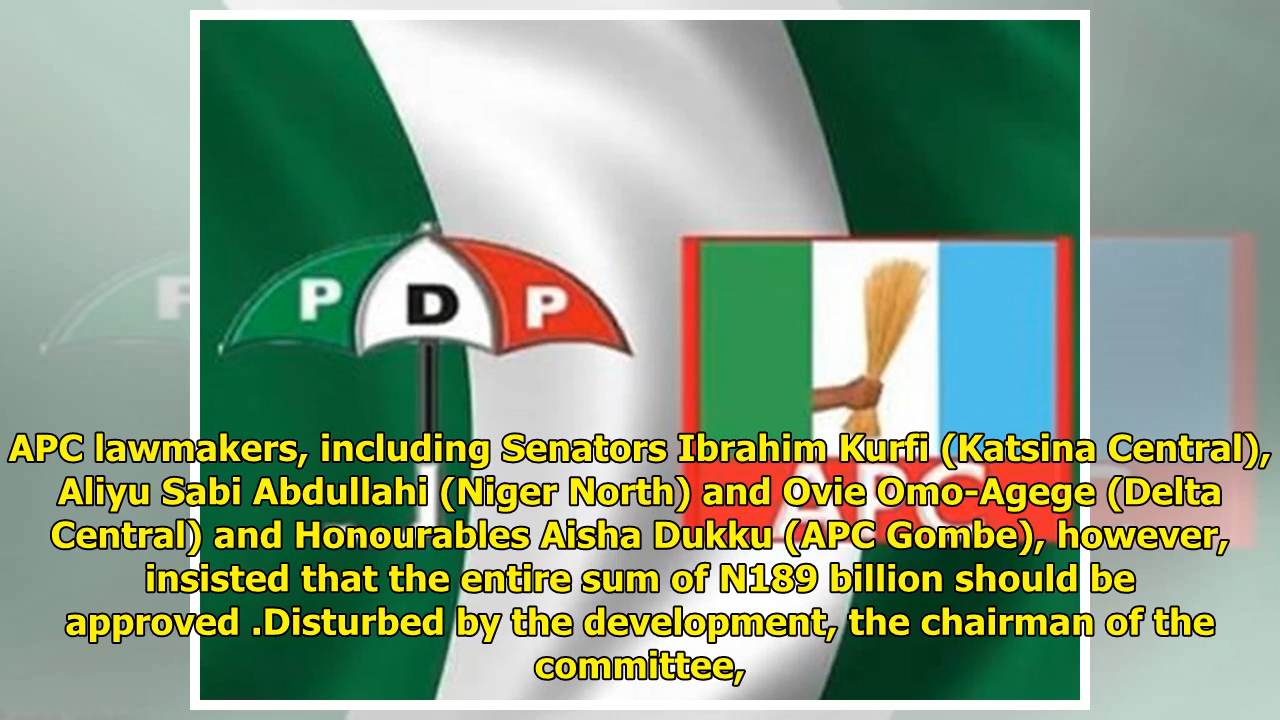 P D P
APC
APC lawmakers, including Senators Ibrahim Kurfi (Katsina Central),
Aliyu Sabi Abdullahi (Niger North) and Ovie Omo-Agege (Delta
Central) and Honourables Aisha Dukku (APC Gombe), however,
insisted that the entire sum of N189 billion should be
approved .Disturbed by the development, the chairman of the
committee,